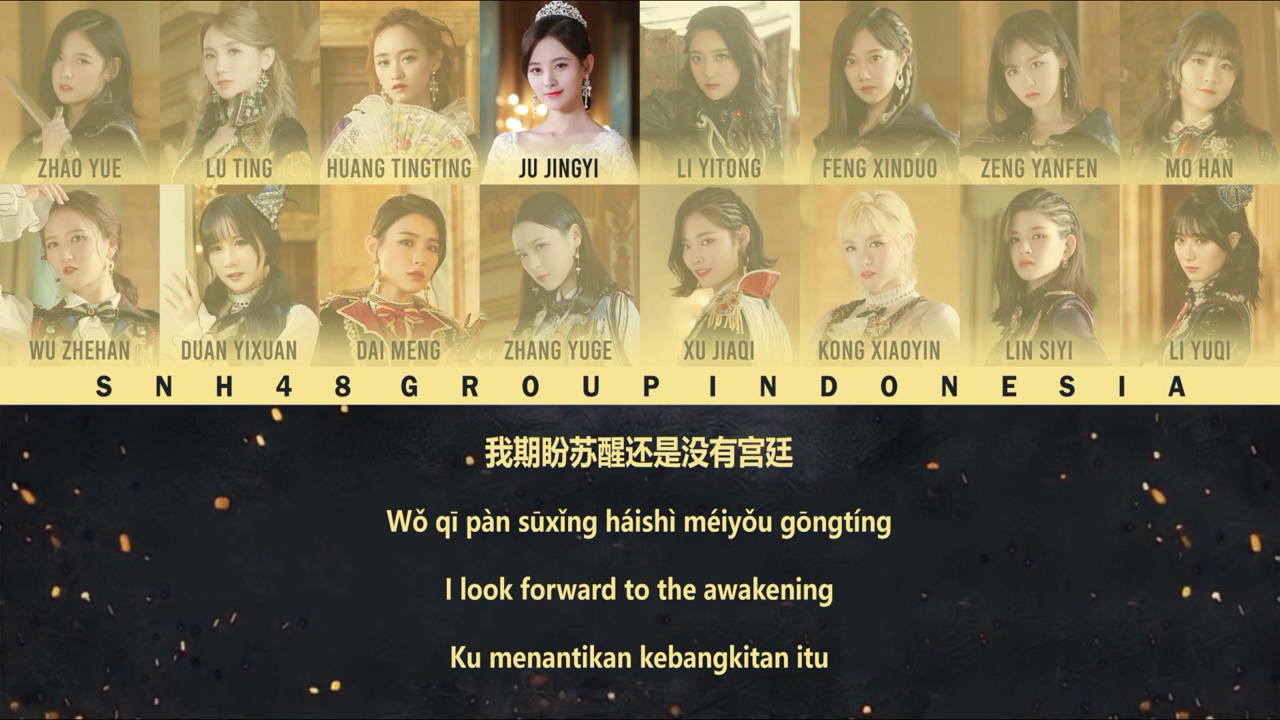 ZHAO YUE LU TING HUANG TINGTING JU JINGYI LI YITONG FENG XINDUO ZENG YANFEN MO HAN
WU ZHEHAN DUAN YIXUAN DAI MENG ZHANG YUGE XU JIAQI KONG XIAOYIN LIN SIYI LI YUQI
SNH48GROUPINDONESIA
我期盼苏醒还是没有宫廷
Wǒ qī pàn sūxǐng háishì méiyǒu gōngtíng
I look forward to the awakening
Ku menantikan kebangkitan itu